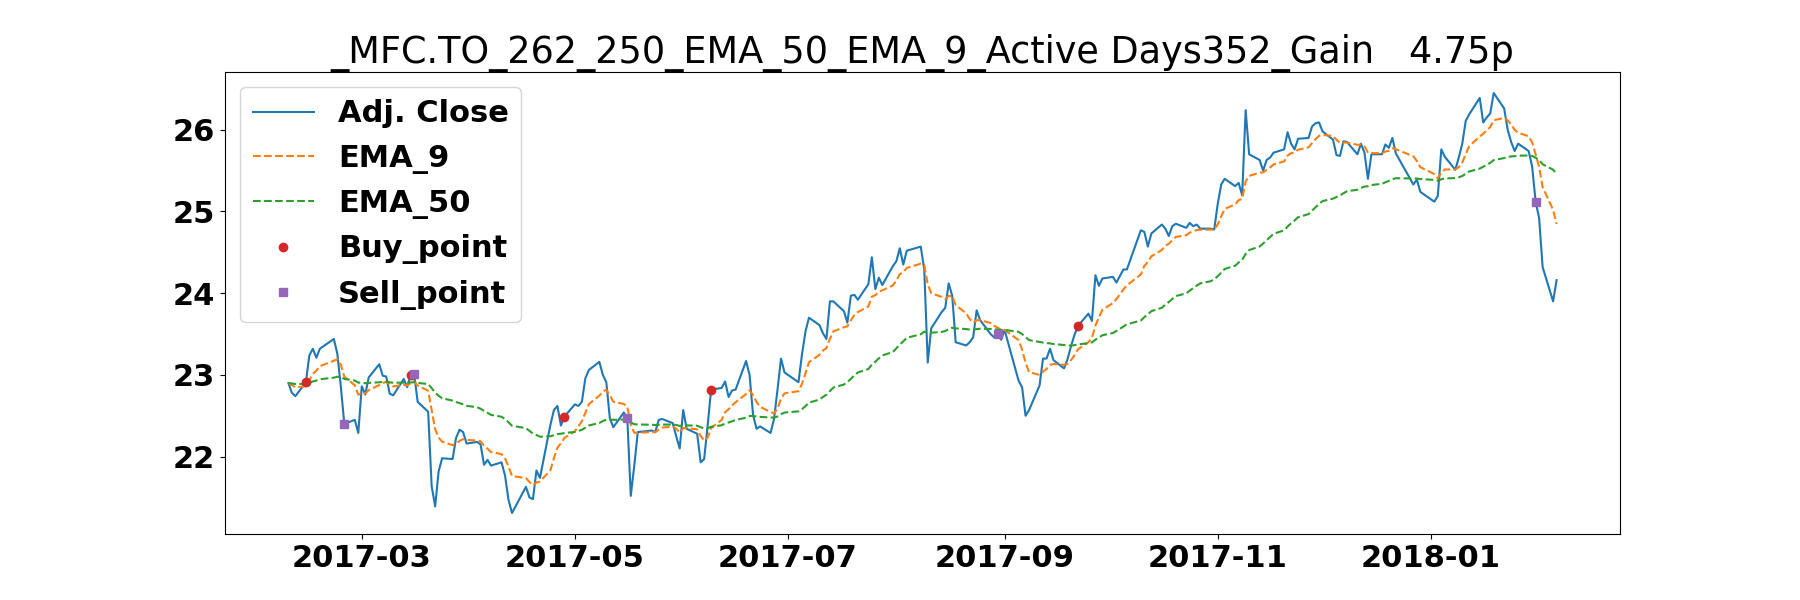 _MFC.TO_262_250_EMA_50_EMA_9_Active Days352_Gain   4.75p
Adj. Close
EMA_9
EMA_50
Buy_point
Sell_point
26
25
24
23
22
2017-03 2017-05 2017-07 2017-09 2017-11 2018-01